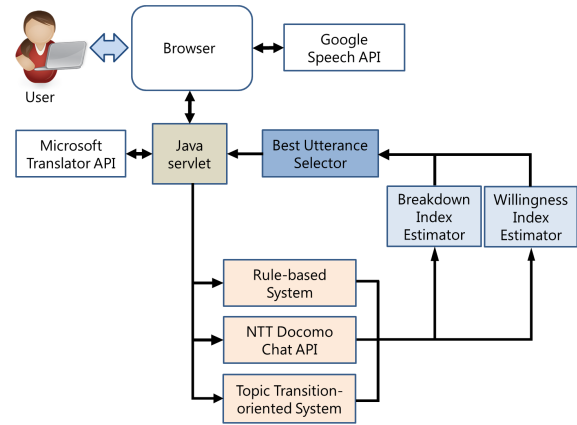 Browser
Google
Speech API
User
Microsoft
Translator API
Java
servlet
Best Utterance
Selector
Breakdown
Index
Estimator
Willingness
Index
Estimator
Rule-based
System
NTT Docomo
Chat API
Topic Transition-
oriented System